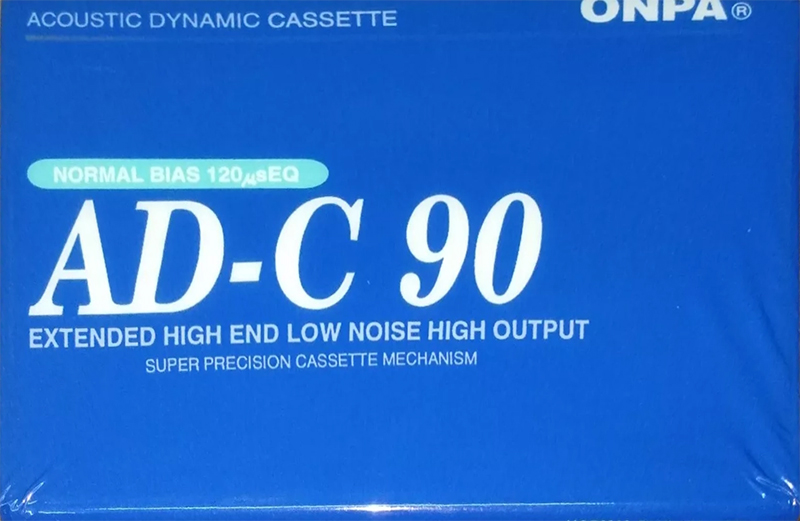 ACOUSTIC DYNAMIC CASSETTE
ONPA®
NORMAL BIAS 120µsEQ
AD-C 90
EXTENDED HIGH END LOW NOISE HIGH OUTPUT
SUPER PRECISION CASSETTE MECHANISM